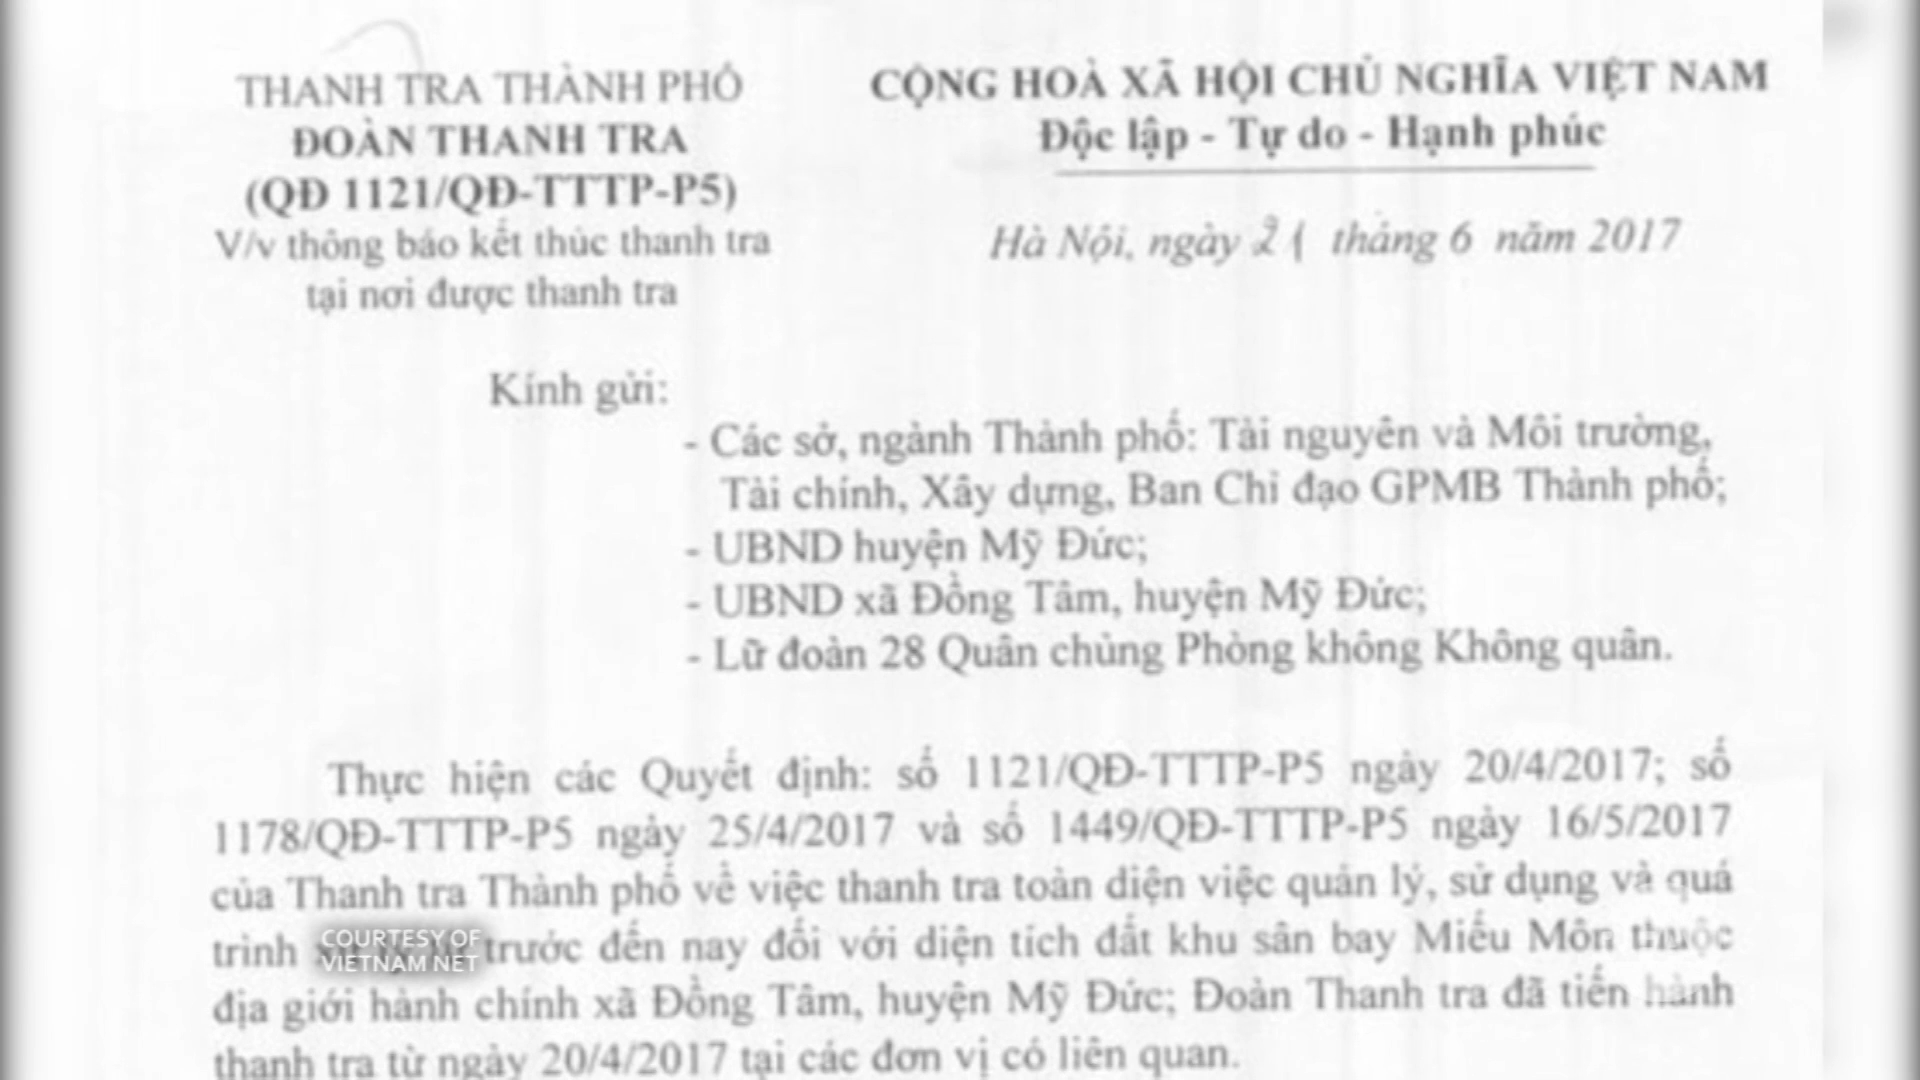 THANH TRA THÀNH PHỐ
ĐOÀN THANH TRA
(QĐ 1121/QĐ-TTTP-P5)
V/v thông báo kết thúc thanh tra
tại nơi được thanh tra
CỘNG HOÀ XÃ HỘI CHỦ NGHĨA VIỆT NAM
Độc lập - Tự do - Hạnh phúc
Hà Nội, ngày 21 tháng 6 năm 2017
Kính gửi:
- Các sở, ngành Thành phố: Tài nguyên và Môi trường,
Tài chính, Xây dựng, Ban Chỉ đạo GPMB Thành phố;
- UBND huyện Mỹ Đức;
- UBND xã Đồng Tâm, huyện Mỹ Đức;
- Lữ đoàn 28 Quân chủng Phòng không Không quân.
Thực hiện các Quyết định: số 1121/QĐ-TTTP-P5 ngày 20/4/2017; số
1178/QĐ-TTTP-P5 ngày 25/4/2017 và số 1449/QĐ-TTTP-P5 ngày 16/5/2017
của Thanh tra Thành phố về việc thanh tra toàn diện việc quản lý, sử dụng và quá
trình trước đến nay đối với diện tích đất khu sân bay Miếu Môn thuộc
địa giới hành chính xã Đồng Tâm, huyện Mỹ Đức; Đoàn Thanh tra đã tiến hành
thanh tra từ ngày 20/4/2017 tại các đơn vị có liên quan.
COURTESY OF
VIETNAM NET